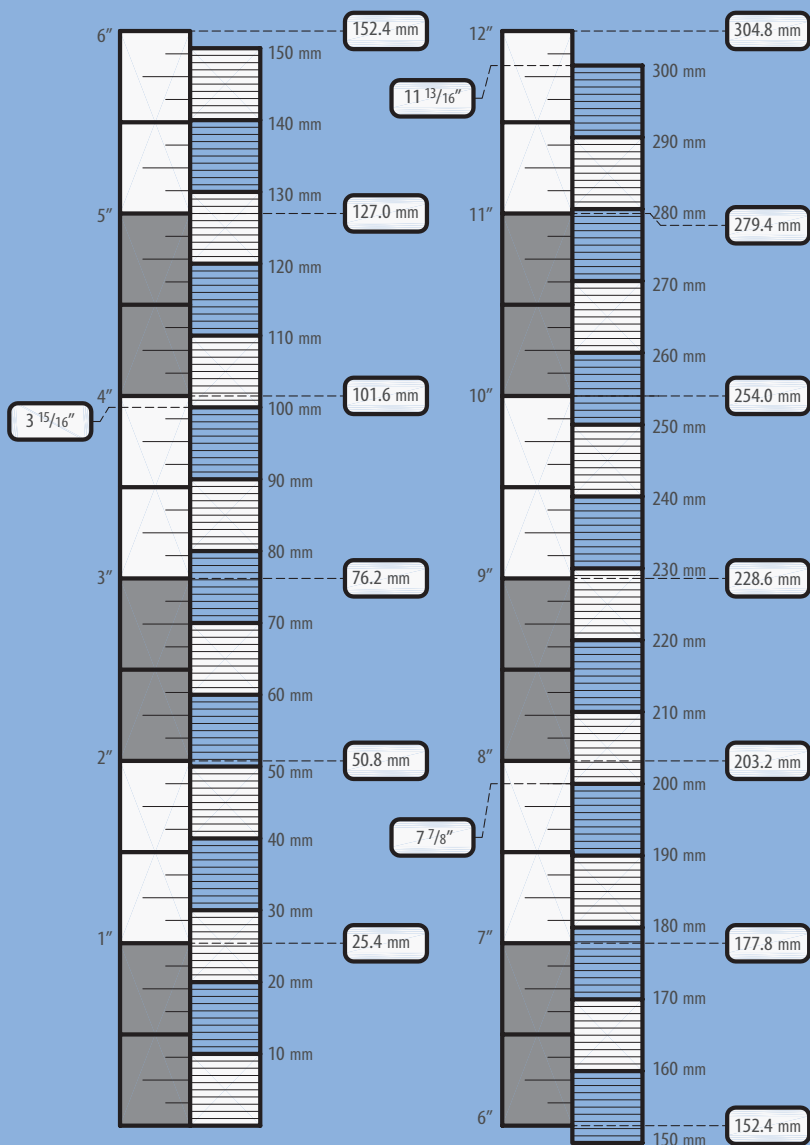 6”
152.4 mm
150 mm
140 mm
130 mm
5”
127.0 mm
120 mm
110 mm
4”
101.6 mm
3 15/16”
100 mm
90 mm
80 mm
3”
76.2 mm
70 mm
60 mm
2”
50.8 mm
50 mm
40 mm
30 mm
1”
25.4 mm
20 mm
10 mm
12”
304.8 mm
11 13/16”
300 mm
290 mm
11”
280 mm
279.4 mm
270 mm
260 mm
10”
254.0 mm
250 mm
240 mm
230 mm
9”
228.6 mm
220 mm
210 mm
8”
203.2 mm
200 mm
7 7/8”
190 mm
180 mm
7”
177.8 mm
170 mm
160 mm
6”
152.4 mm
150 mm